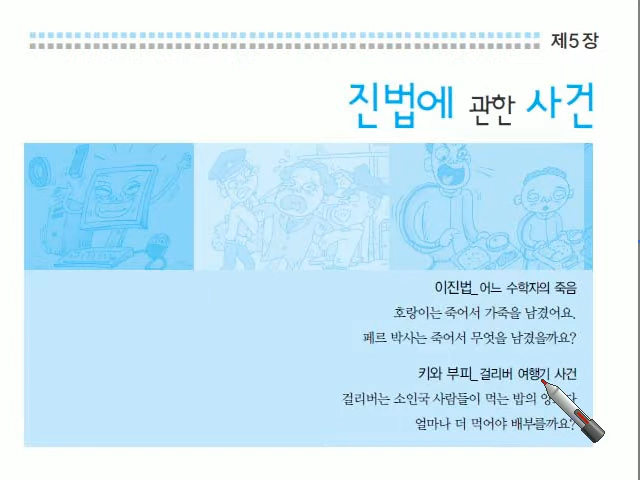 제5장
진법에 관한 사건
이진법_어느 수학자의 죽음
호랑이는 죽어서 가죽을 남겼어요.
페르 박사는 죽어서 무엇을 남겼을까요?
키와 부피_걸리버 여행기 사건
걸리버는 소인국 사람들이 먹는 밥의
얼마나 더 먹어야 배부를까요?